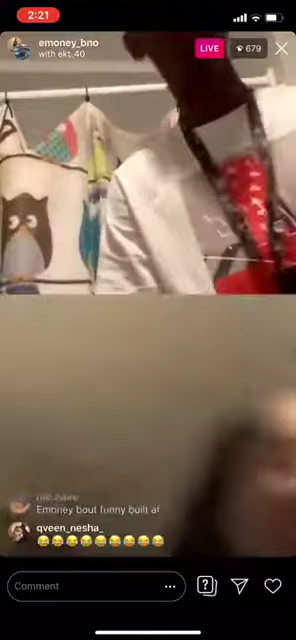 2:21
emoney_bno
with ekt_40
LIVE
679
Emoney bout funny built af
qveen_nesha_
😂😂😂😂😂😂😂😂😂😂
Comment